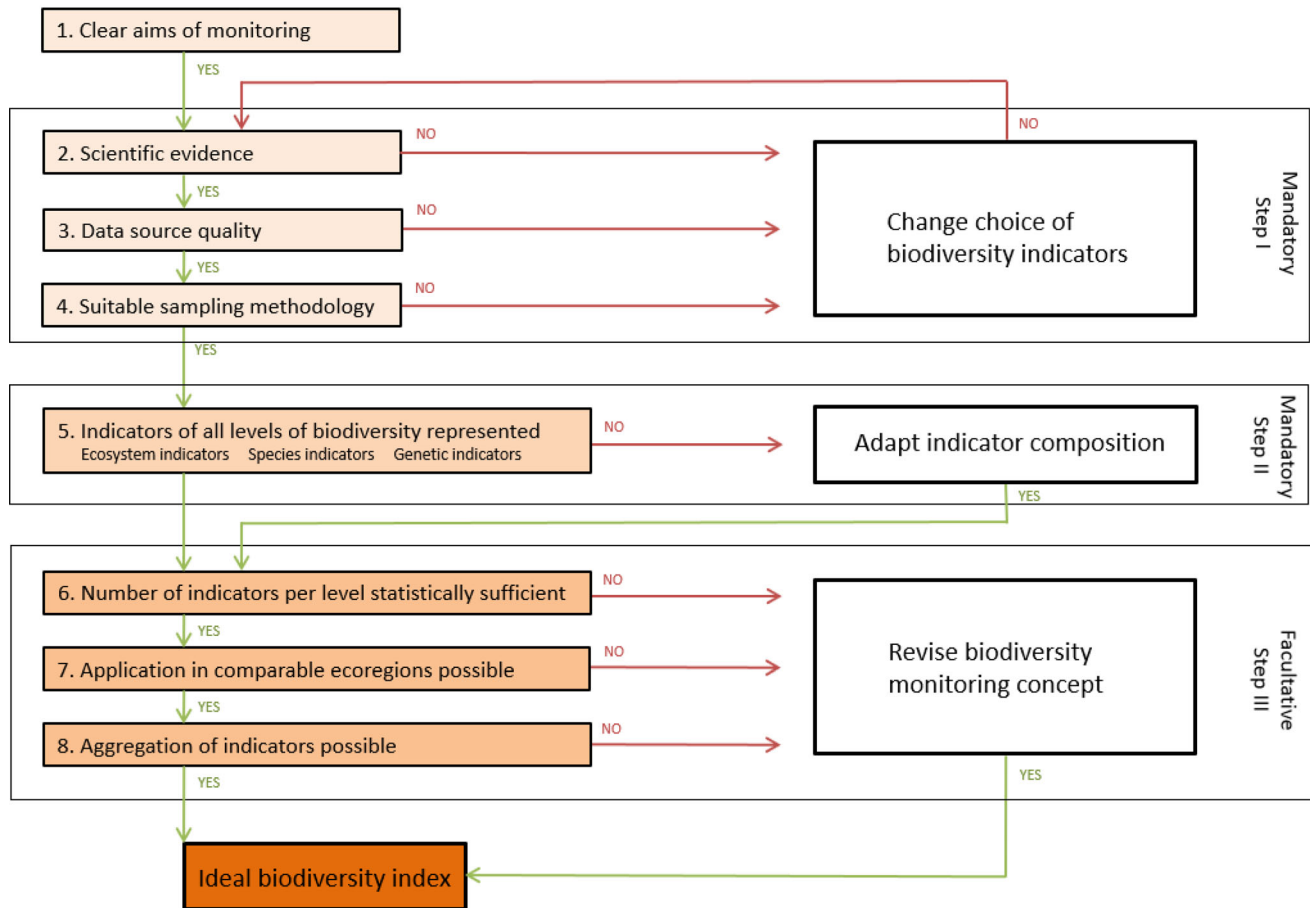 1. Clear aims of monitoring
YES
NO
2. Scientific evidence
NO
YES
3. Data source quality
NO
YES
4. Suitable sampling methodology
NO
YES
Change choice of
biodiversity indicators
Mandatory
Step I
5. Indicators of all levels of biodiversity represented
Ecosystem indicators Species indicators Genetic indicators
NO
Adapt indicator composition
YES
Mandatory
Step II
6. Number of indicators per level statistically sufficient
NO
YES
7. Application in comparable ecoregions possible
NO
YES
8. Aggregation of indicators possible
NO
YES
Revise biodiversity
monitoring concept
YES
Facultative
Step III
Ideal biodiversity index